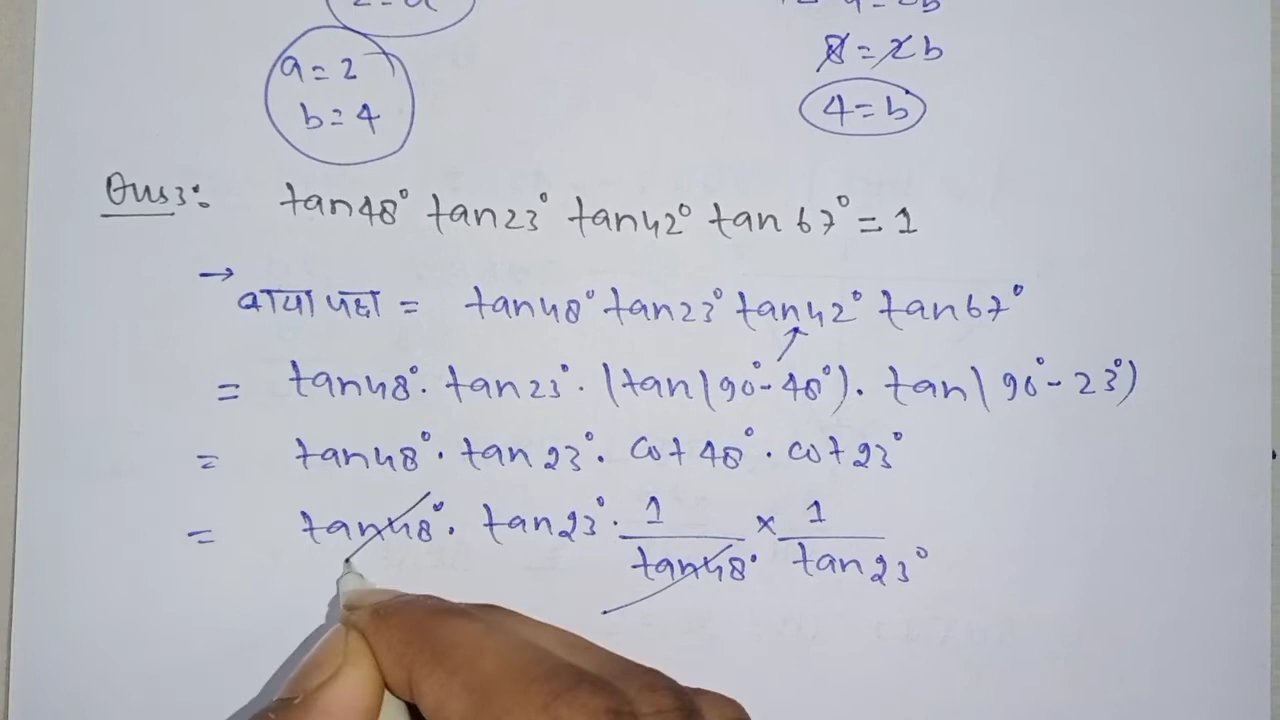 a = 2
b = 4
8 = 2b
4 = b
Ans3: tan48° tan23° tan42° tan67° = 1
→ बाया पक्ष = tan48° tan23° tan42° tan67°
= tan48° . tan23° . (tan(90° - 48°) . tan(90° - 23°)
= tan48° . tan23° . cot48° . cot23°
= tan48° . tan23° . 1/tan48° × 1/tan23°